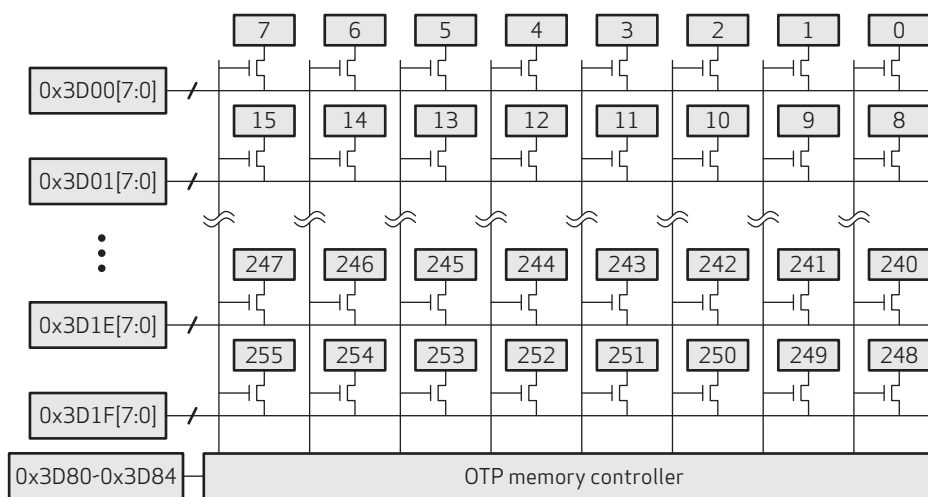 7 6 5 4 3 2 1 0
0x3D00[7:0]
15 14 13 12 11 10 9 8
0x3D01[7:0]
247 246 245 244 243 242 241 240
0x3D1E[7:0]
255 254 253 252 251 250 249 248
0x3D1F[7:0]
0x3D80-0x3D84 OTP memory controller